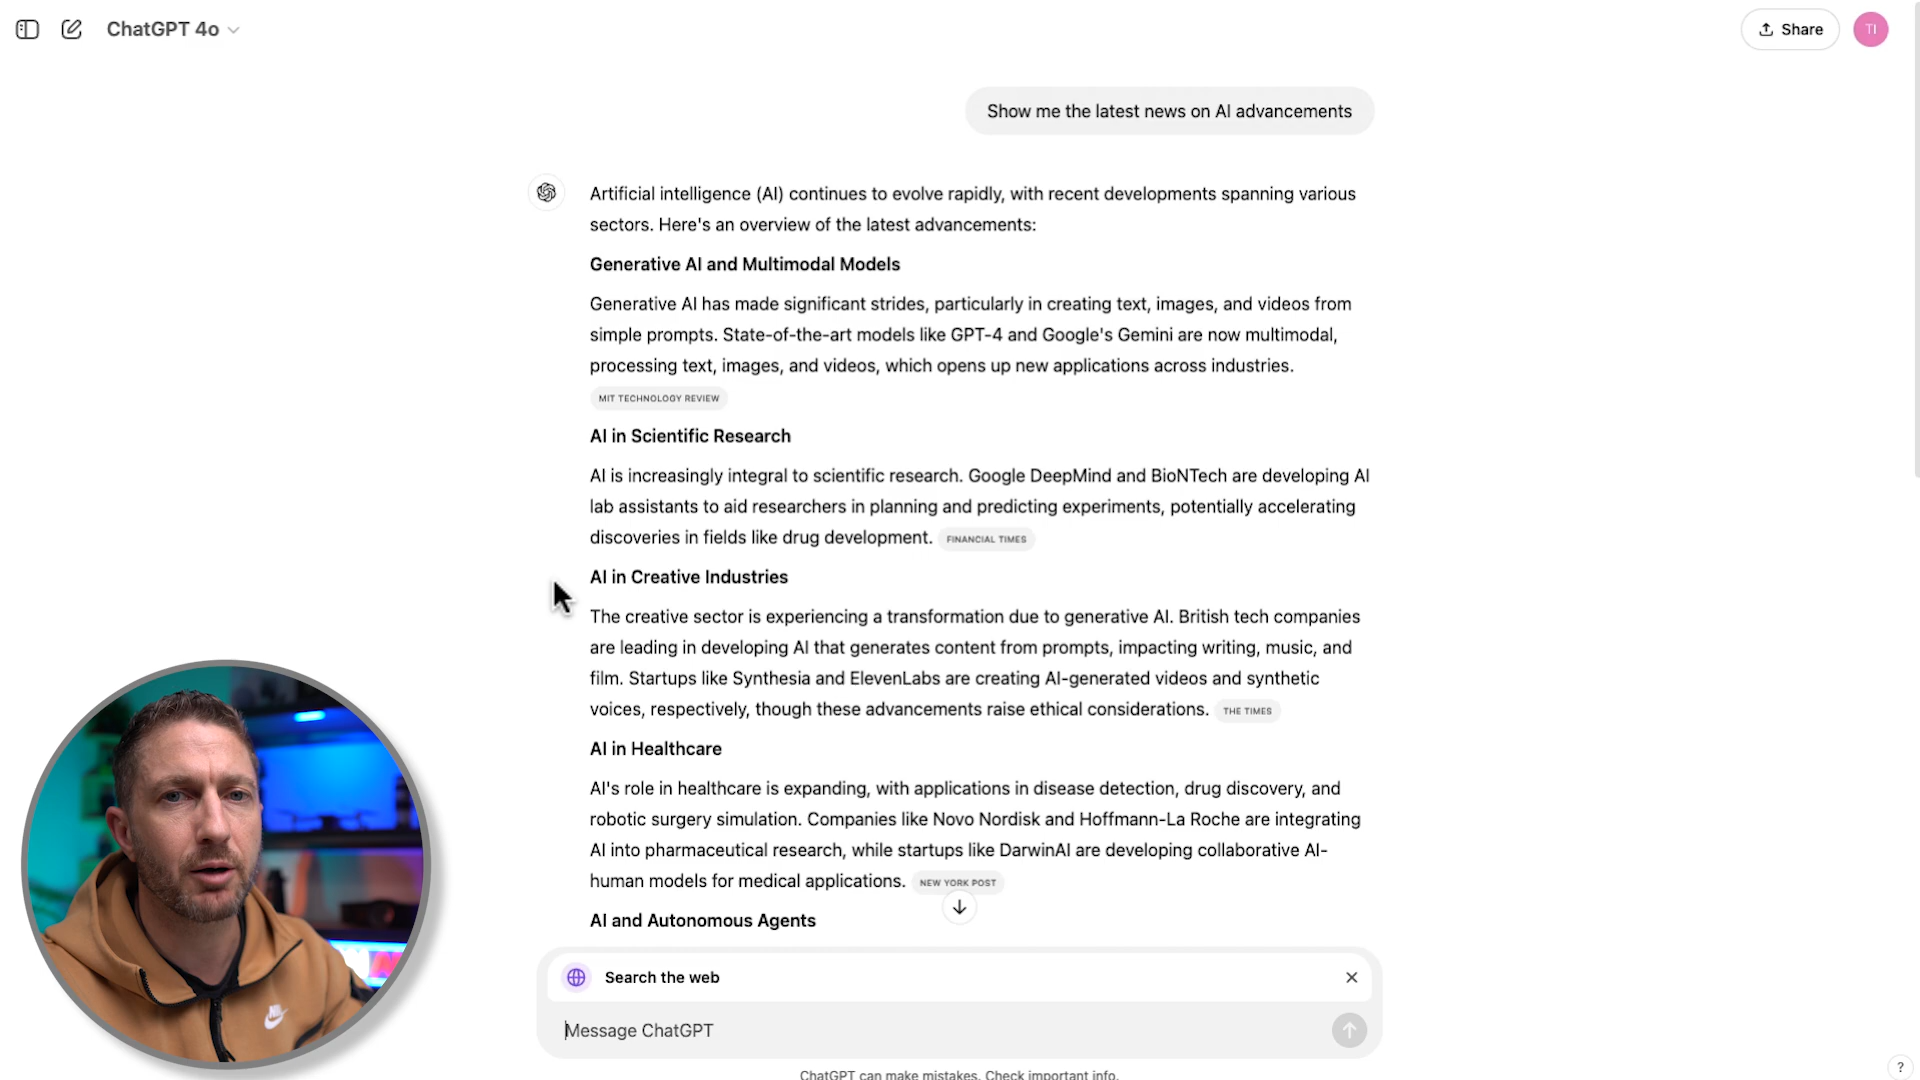 ChatGPT 4o
Share
TI
Show me the latest news on AI advancements
Artificial intelligence (AI) continues to evolve rapidly, with recent developments spanning various
sectors. Here's an overview of the latest advancements:
Generative AI and Multimodal Models
Generative AI has made significant strides, particularly in creating text, images, and videos from
simple prompts. State-of-the-art models like GPT-4 and Google's Gemini are now multimodal,
processing text, images, and videos, which opens up new applications across industries.
MIT TECHNOLOGY REVIEW
AI in Scientific Research
AI is increasingly integral to scientific research. Google DeepMind and BioNTech are developing AI
lab assistants to aid researchers in planning and predicting experiments, potentially accelerating
discoveries in fields like drug development. FINANCIAL TIMES
AI in Creative Industries
The creative sector is experiencing a transformation due to generative AI. British tech companies
are leading in developing AI that generates content from prompts, impacting writing, music, and
film. Startups like Synthesia and ElevenLabs are creating AI-generated videos and synthetic
voices, respectively, though these advancements raise ethical considerations. THE TIMES
AI in Healthcare
AI's role in healthcare is expanding, with applications in disease detection, drug discovery, and
robotic surgery simulation. Companies like Novo Nordisk and Hoffmann-La Roche are integrating
AI into pharmaceutical research, while startups like DarwinAI are developing collaborative AI-
human models for medical applications. NEW YORK POST
AI and Autonomous Agents
Search the web
Message ChatGPT
ChatGPT can make mistakes. Check important info.
?